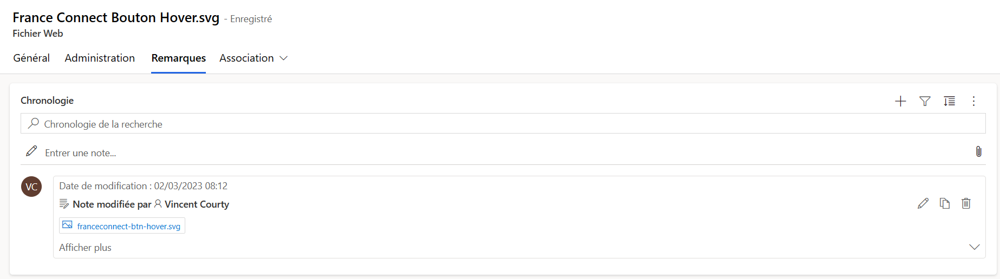 France Connect Bouton Hover.svg - Enregistré
Fichier Web
Général Administration Remarques Association
Chronologie
Chronologie de la recherche
Entrer une note...
VC
Date de modification : 02/03/2023 08:12
Note modifiée par Vincent Courty
franceconnect-btn-hover.svg
Afficher plus